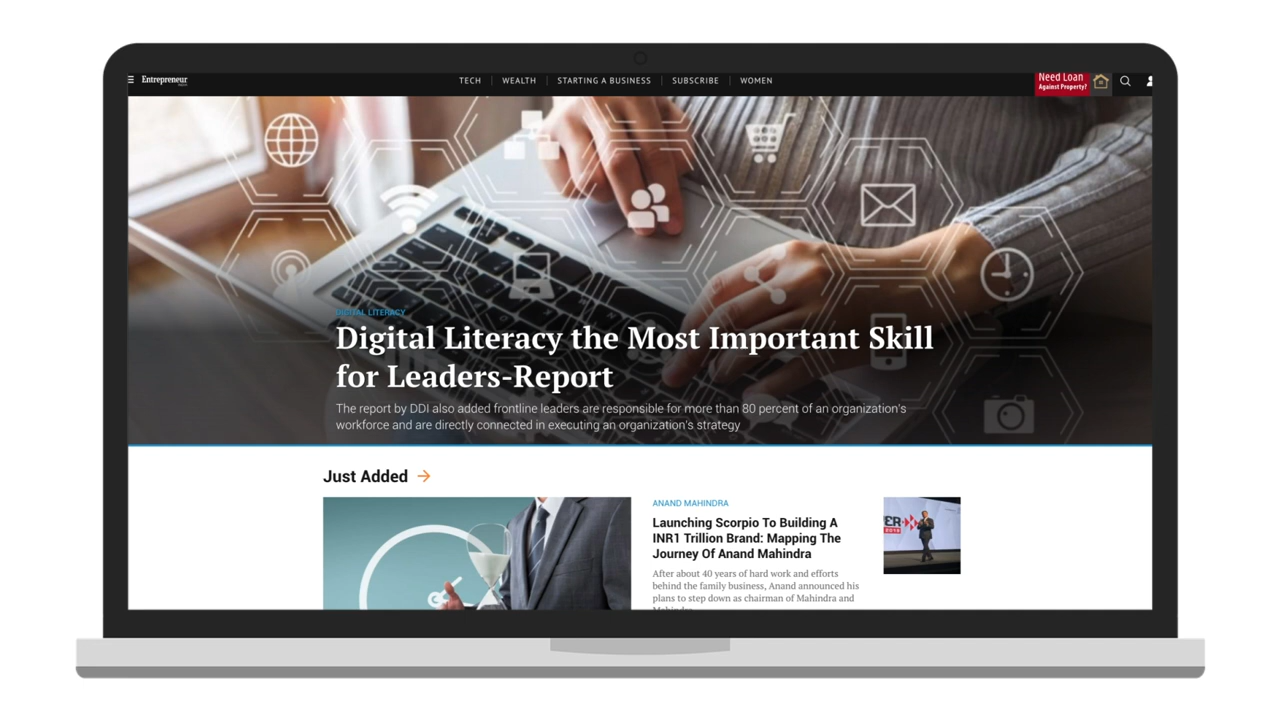 Entrepreneur
TECH
WEALTH
STARTING A BUSINESS
SUBSCRIBE
WOMEN
Need Loan
Against Property?
DIGITAL LITERACY
Digital Literacy the Most Important Skill
for Leaders-Report
The report by DDI also added frontline leaders are responsible for more than 80 percent of an organization's
workforce and are directly connected in executing an organization's strategy
Just Added
ANAND MAHINDRA
Launching Scorpio To Building A
INR1 Trillion Brand: Mapping The
Journey Of Anand Mahindra
After about 40 years of hard work and efforts
behind the family business, Anand announced his
plans to step down as chairman of Mahindra and
Mahindra